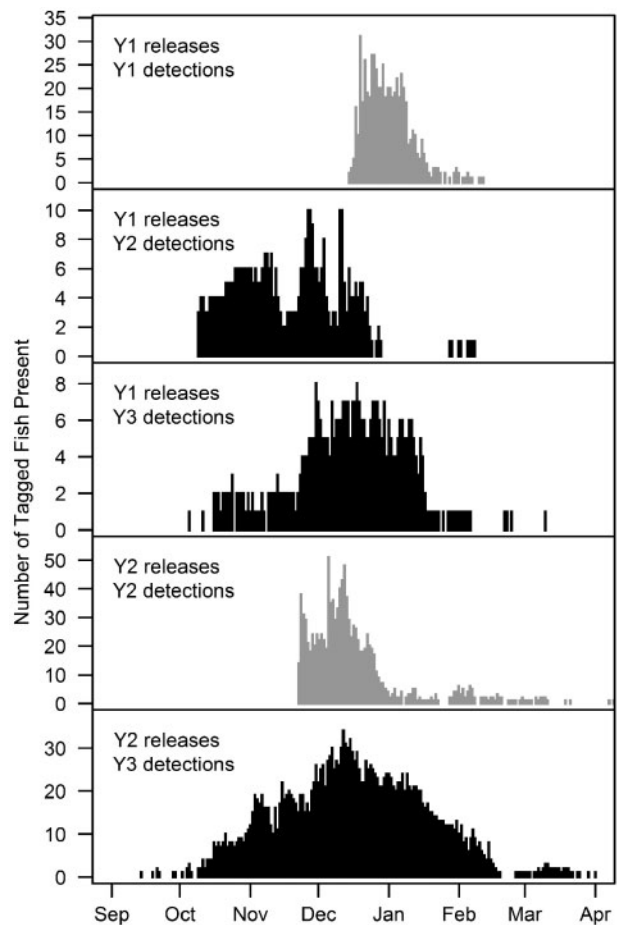 35
30
25
20
15
10
5
0
Y1 releases
Y1 detections
10
8
6
4
2
0
Y1 releases
Y2 detections
8
6
4
2
0
Y1 releases
Y3 detections
50
40
30
20
10
0
Y2 releases
Y2 detections
30
20
10
0
Y2 releases
Y3 detections
Number of Tagged Fish Present
Sep Oct Nov Dec Jan Feb Mar Apr